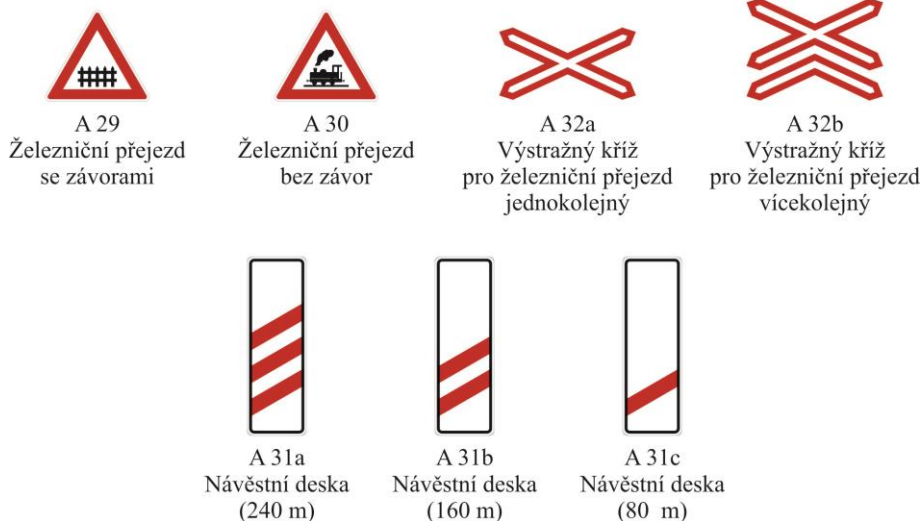 A 29
Železniční přejezd
se závorami
A 30
Železniční přejezd
bez závor
A 32a
Výstražný kříž
pro železniční přejezd
jednokolejný
A 32b
Výstražný kříž
pro železniční přejezd
vícekolejný
A 31a
Návěstní deska
(240 m)
A 31b
Návěstní deska
(160 m)
A 31c
Návěstní deska
(80 m)